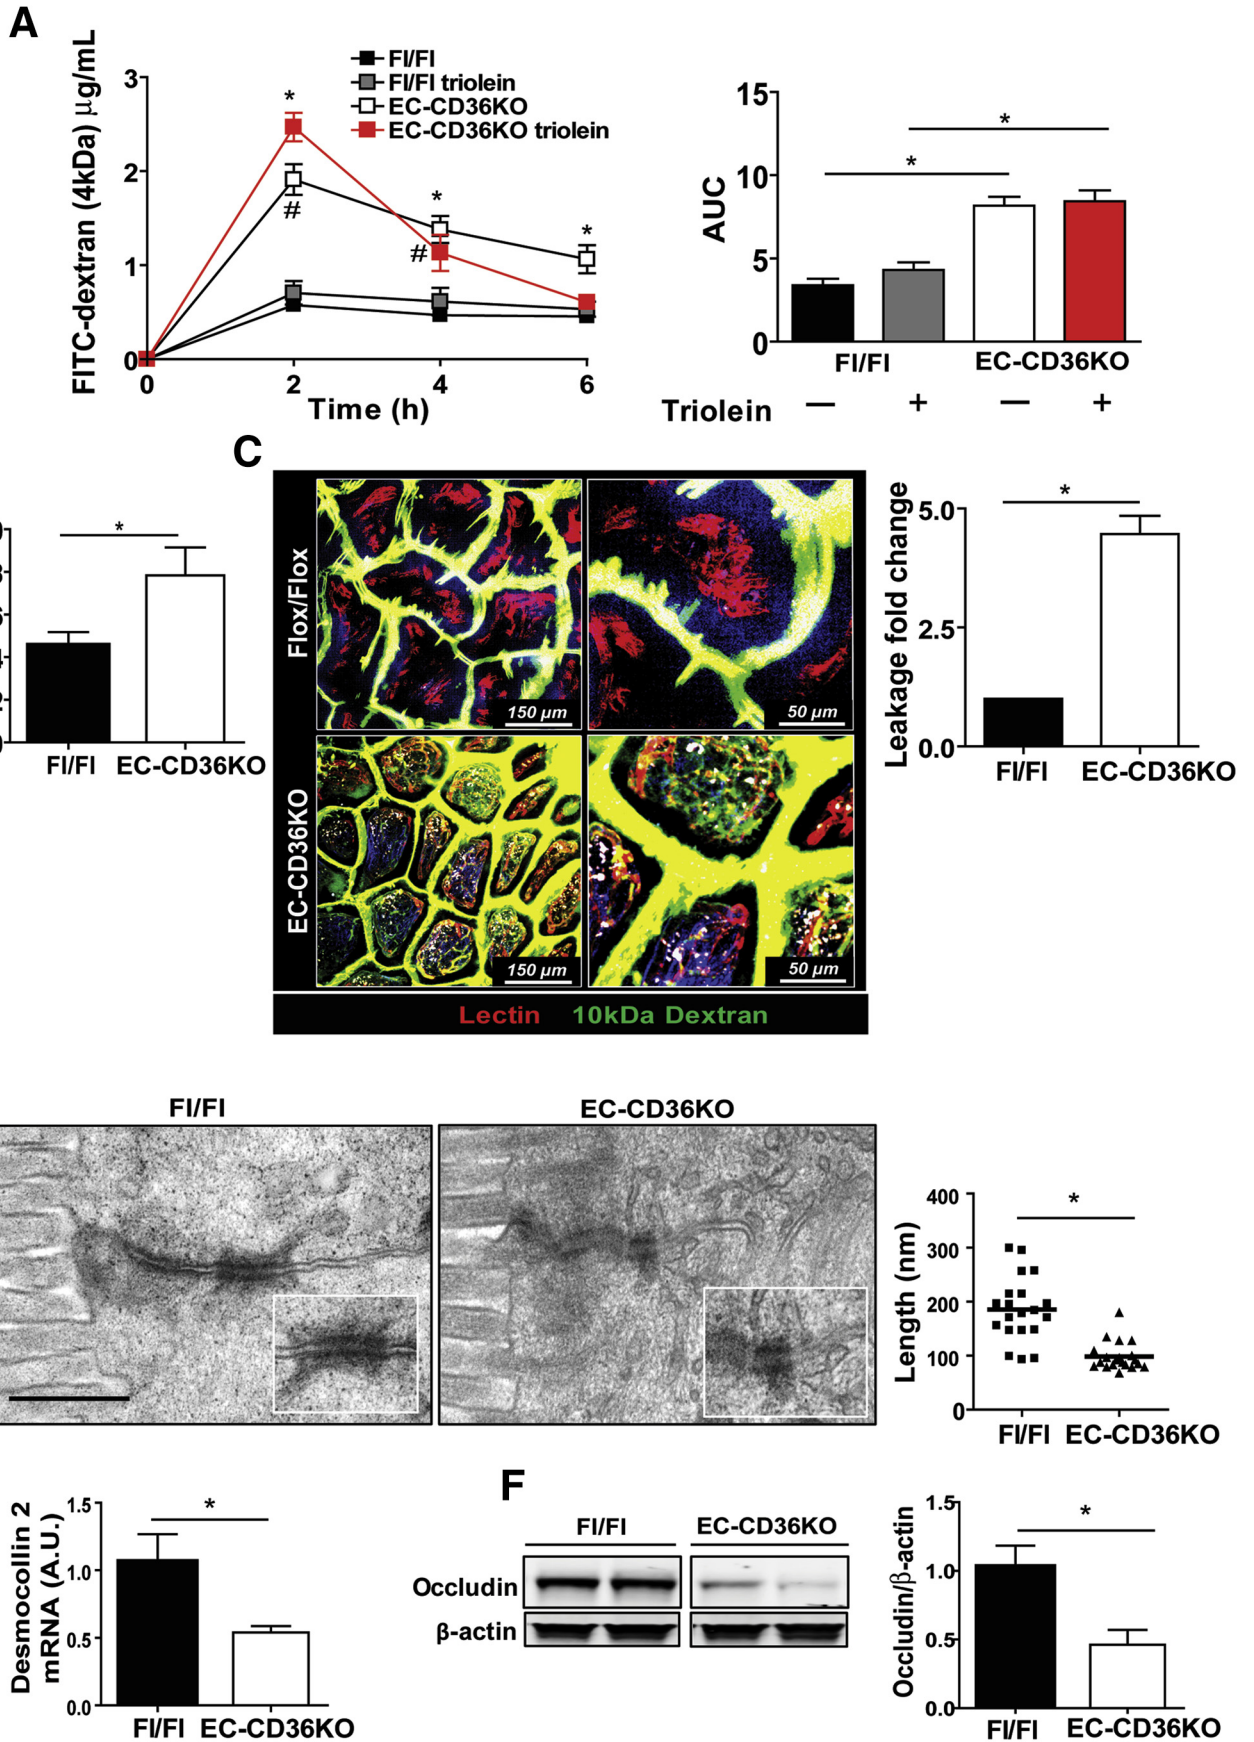 A
FITC-dextran (4kDa) μg/mL
3
2
1
0
0 2 4 6
Time (h)
Fl/Fl
Fl/Fl triolein
EC-CD36KO
EC-CD36KO triolein
*
#
*
#
*
AUC
15
10
5
0
*
*
Fl/Fl EC-CD36KO
Triolein — + — +
*
Fl/Fl EC-CD36KO
C
Flox/Flox
150 μm
50 μm
EC-CD36KO
150 μm
50 μm
Lectin 10kDa Dextran
Leakage fold change
5.0
2.5
0.0
*
Fl/Fl EC-CD36KO
Fl/Fl
EC-CD36KO
Length (nm)
400
300
200
100
0
*
Fl/Fl EC-CD36KO
Desmocollin 2
mRNA (A.U.)
1.5
1.0
0.5
0.0
*
Fl/Fl EC-CD36KO
F
Fl/Fl EC-CD36KO
Occludin
β-actin
Occludin/β-actin
1.5
1.0
0.5
0.0
*
Fl/Fl EC-CD36KO